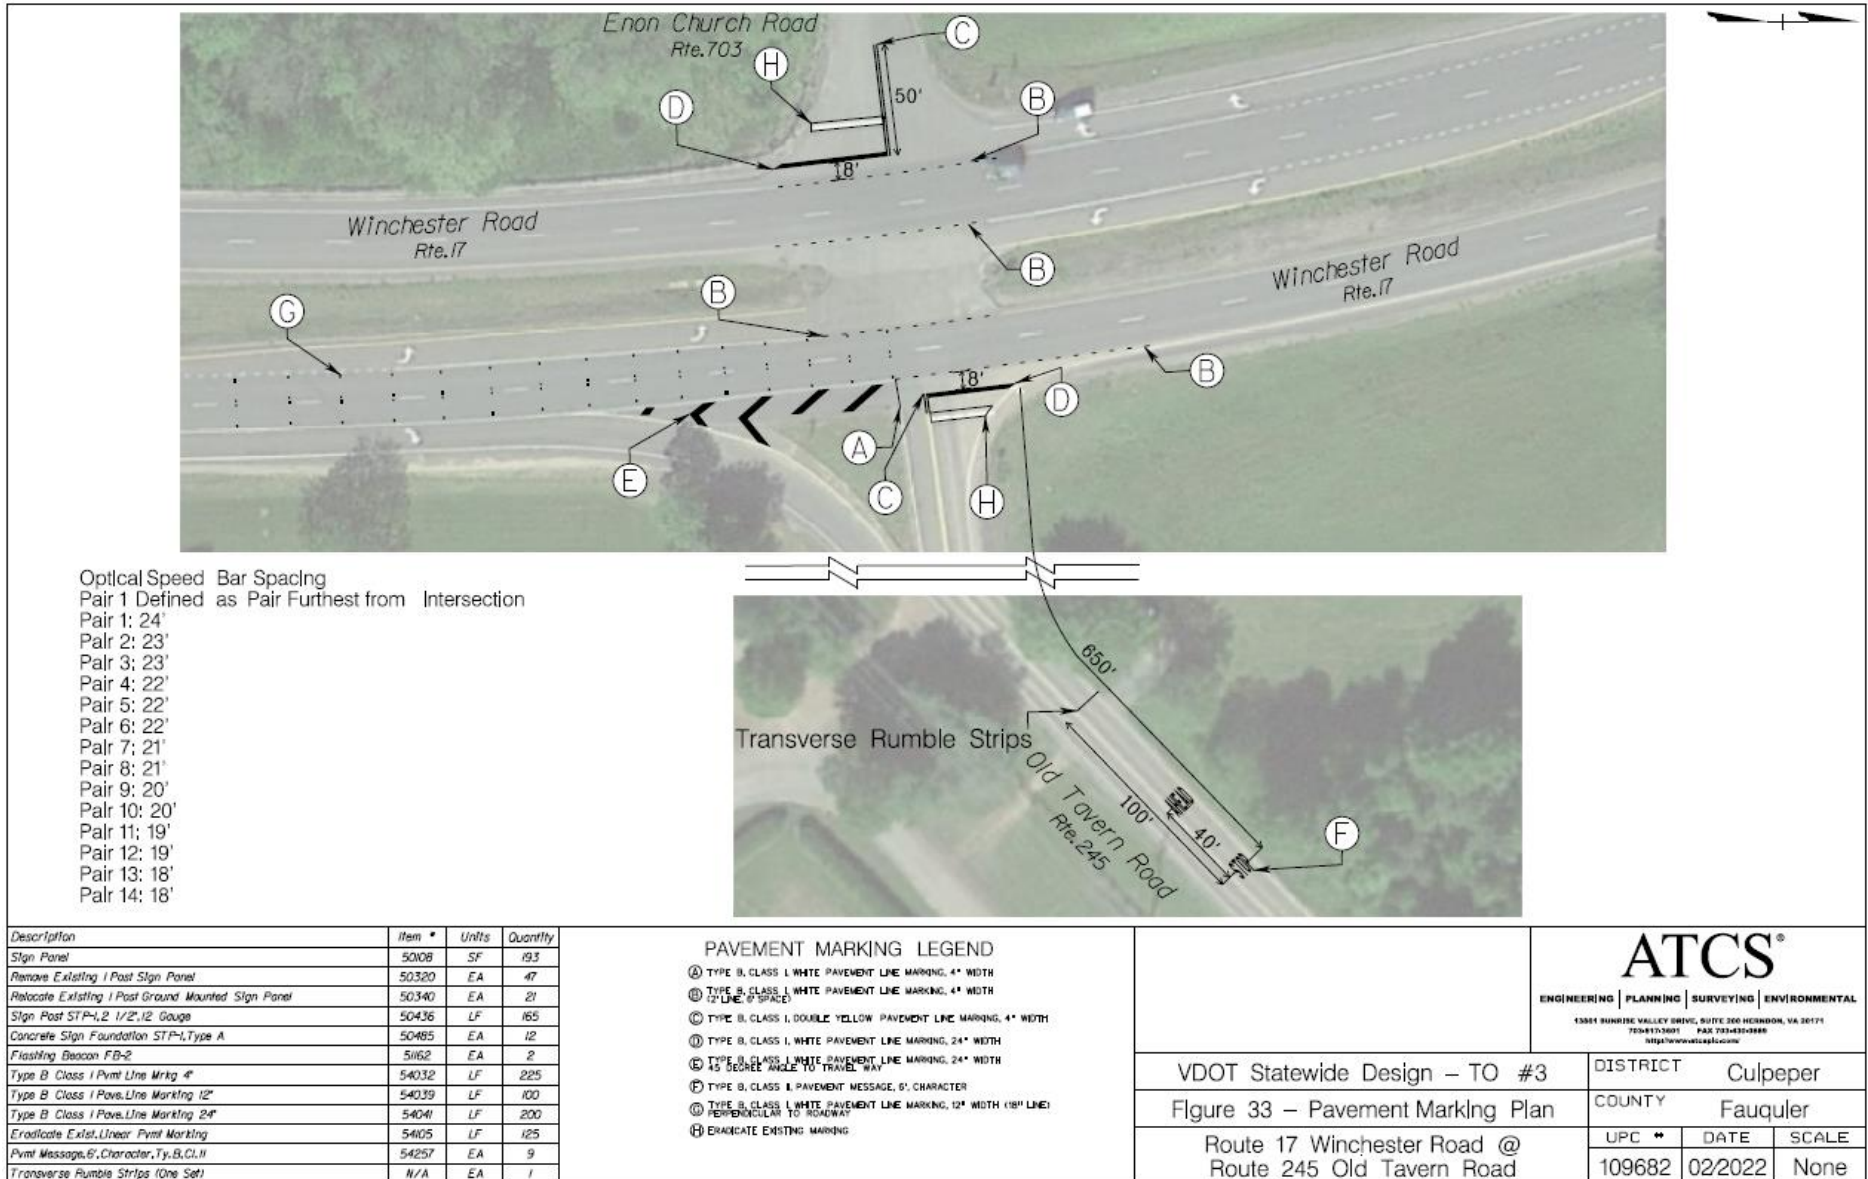 Enon Church Road
Rte.703
C
H
D
B
50'
18'
Winchester Road
Rte.17
B
B
G
Winchester Road
Rte.17
B
18'
D
A
E
C
H
Optical Speed Bar Spacing
Pair 1 Defined as Pair Furthest from Intersection
Pair 1: 24'
Pair 2: 23'
Pair 3: 23'
Pair 4: 22'
Pair 5: 22'
Pair 6: 22'
Pair 7: 21'
Pair 8: 21'
Pair 9: 20'
Pair 10: 20'
Pair 11: 19'
Pair 12: 19'
Pair 13: 18'
Pair 14: 18'
650'
Transverse Rumble Strips
Old Tavern Road
Rte.245
100'
40'
F
Description Item # Units Quantity
Sign Panel 50108 SF 193
Remove Existing 1 Post Sign Panel 50320 EA 47
Relocate Existing 1 Post Ground Mounted Sign Panel 50340 EA 21
Sign Post STP-1, 2 1/2", 12 Gauge 50436 LF 165
Concrete Sign Foundation STP-1, Type A 50485 EA 12
Flashing Beacon FB-2 51162 EA 2
Type B Class I Pvmt Line Mrkg 4" 54032 LF 225
Type B Class I Pave. Line Marking 12" 54039 LF 100
Type B Class I Pave. Line Marking 24" 54041 LF 200
Eradicate Exist. Linear Pvmt Marking 54105 LF 125
Pvmt Message, 6', Character, Ty. B, Cl. II 54257 EA 9
Transverse Rumble Strips (One Set) N/A EA 1
PAVEMENT MARKING LEGEND
A TYPE B, CLASS I, WHITE PAVEMENT LINE MARKING, 4" WIDTH
B TYPE B, CLASS I, WHITE PAVEMENT LINE MARKING, 4" WIDTH
(2' LINE, 6' SPACE)
C TYPE B, CLASS I, DOUBLE YELLOW PAVEMENT LINE MARKING, 4" WIDTH
D TYPE B, CLASS I, WHITE PAVEMENT LINE MARKING, 24" WIDTH
E TYPE B, CLASS I, WHITE PAVEMENT LINE MARKING, 24" WIDTH
45 DEGREE ANGLE TO TRAVEL WAY
F TYPE B, CLASS II, PAVEMENT MESSAGE, 6', CHARACTER
G TYPE B, CLASS I, WHITE PAVEMENT LINE MARKING, 12" WIDTH (18" LINE)
PERPENDICULAR TO ROADWAY
H ERADICATE EXISTING MARKING
ATCS®
ENGINEERING | PLANNING | SURVEYING | ENVIRONMENTAL
13861 SUNRISE VALLEY DRIVE, SUITE 200 HERNDON, VA 20171
VDOT Statewide Design - TO #3
Figure 33 - Pavement Marking Plan
Route 17 Winchester Road @
Route 245 Old Tavern Road
DISTRICT Culpeper
COUNTY Fauquier
UPC # DATE SCALE
109682 02/2022 None